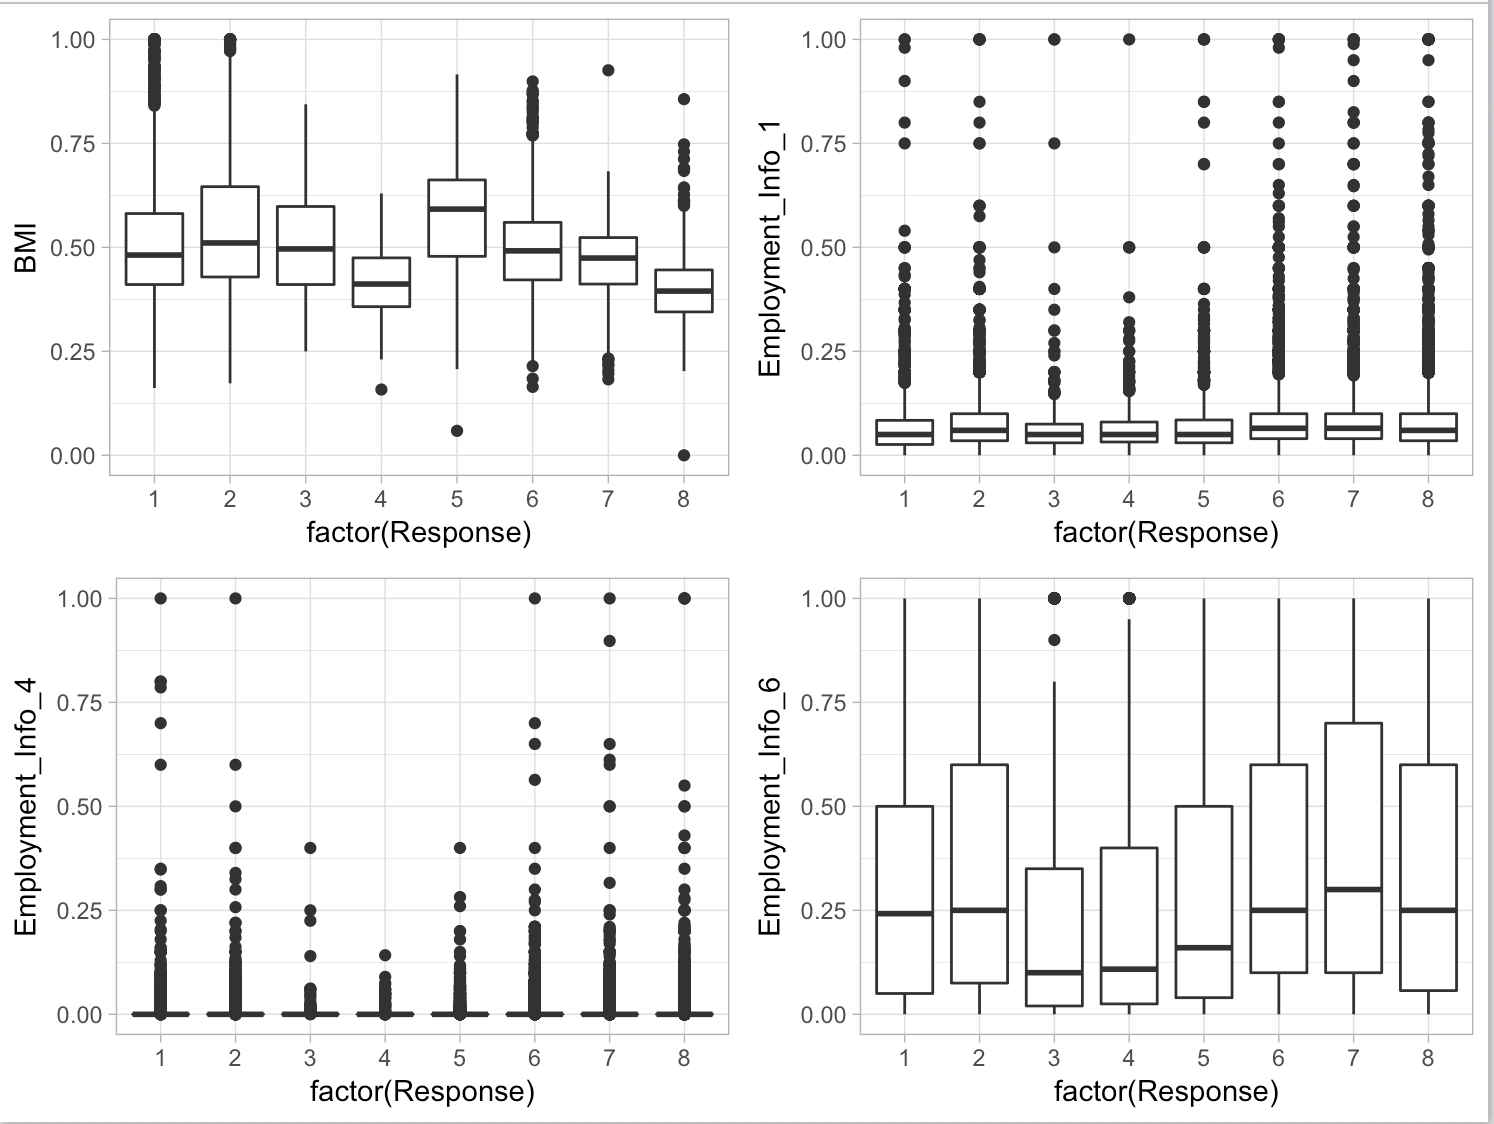 BMI
1.00
0.75
0.50
0.25
0.00
1 2 3 4 5 6 7 8
factor(Response)
Employment_Info_1
1.00
0.75
0.50
0.25
0.00
1 2 3 4 5 6 7 8
factor(Response)
Employment_Info_4
1.00
0.75
0.50
0.25
0.00
1 2 3 4 5 6 7 8
factor(Response)
Employment_Info_6
1.00
0.75
0.50
0.25
0.00
1 2 3 4 5 6 7 8
factor(Response)